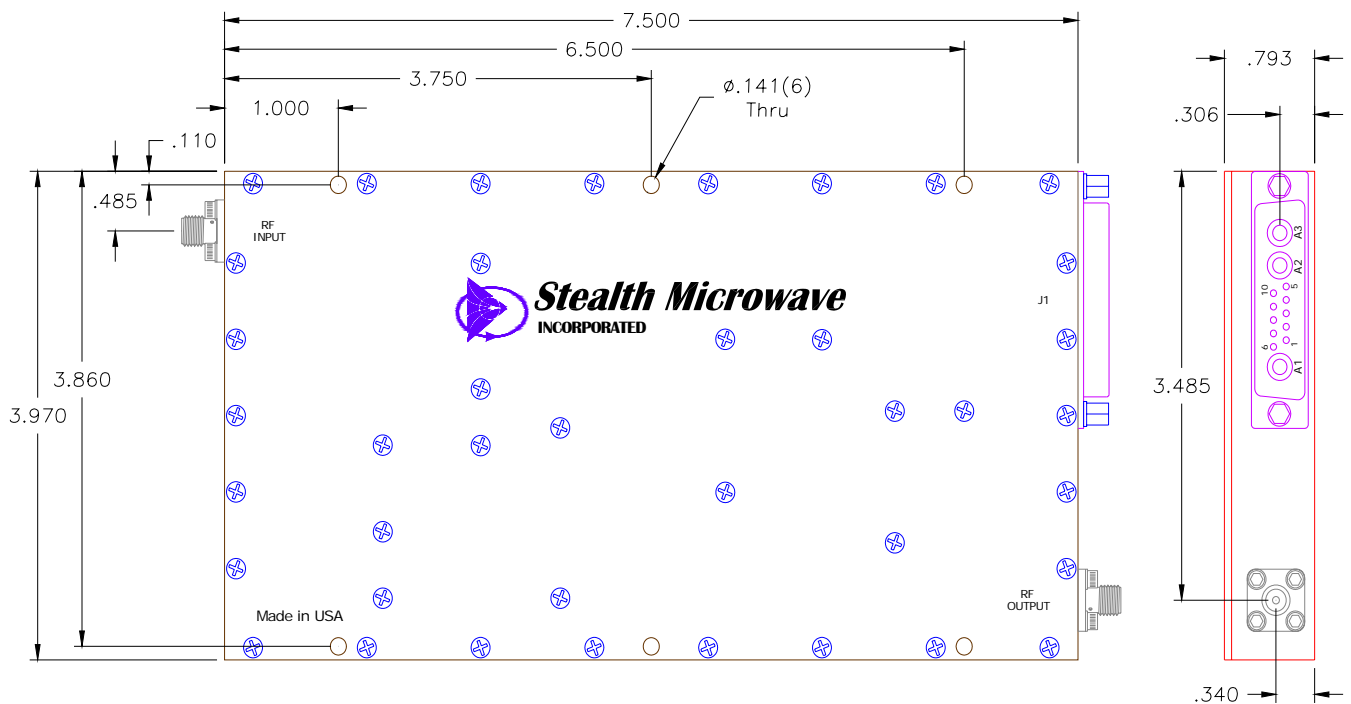 7.500
6.500
3.750
1.000
ø.141(6)
Thru
.110
.485
3.860
3.970
RF
INPUT
Stealth Microwave
INCORPORATED
J1
Made in USA
RF
OUTPUT
.793
.306
A3
A2
10
5
6
1
A1
3.485
.340